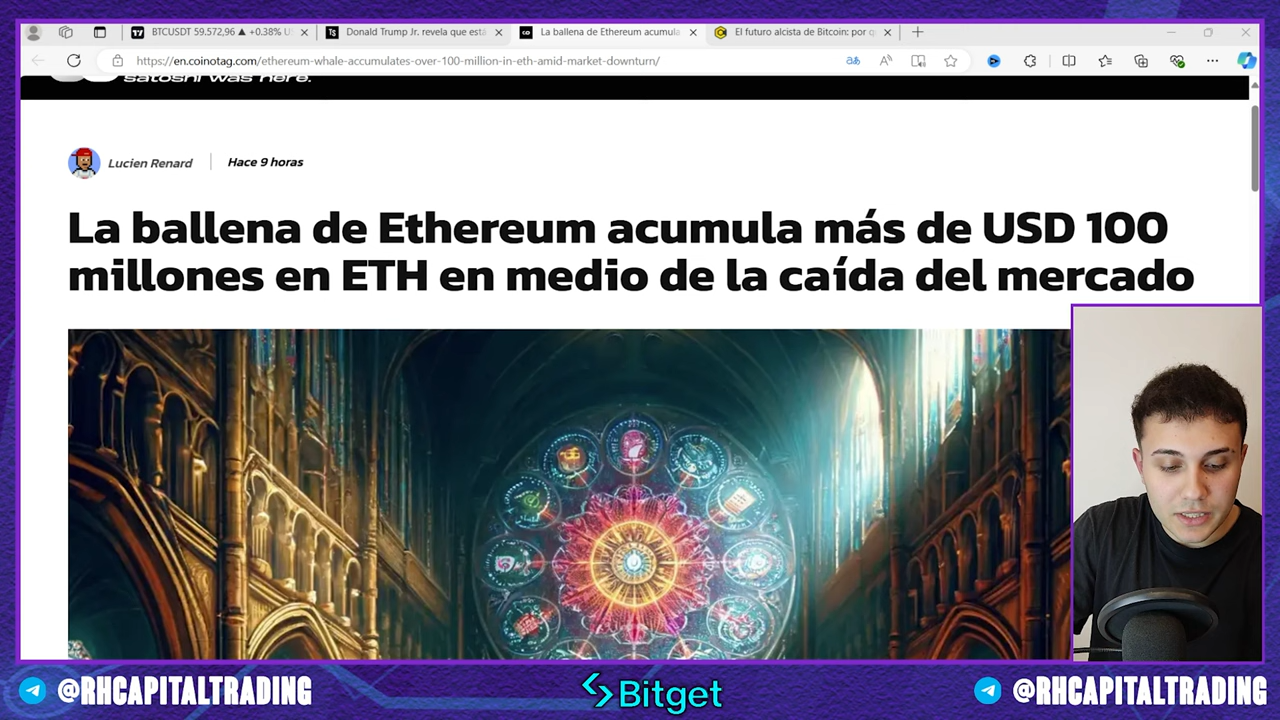 BTCUSDT 59.572,96 ▲ +0.38% U
Donald Trump Jr. revela que está
La ballena de Ethereum acumula
El futuro alcista de Bitcoin: por q
https://en.coinotag.com/ethereum-whale-accumulates-over-100-million-in-eth-amid-market-downturn/
satoshi was here.
Lucien Renard
Hace 9 horas
La ballena de Ethereum acumula más de USD 100
millones en ETH en medio de la caída del mercado
@RHCAPITALTRADING
Bitget
@RHCAPITALTRADING